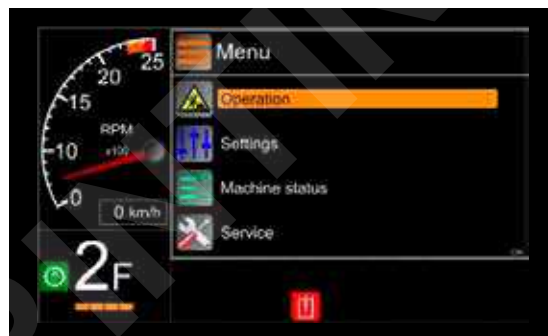 Menu
25
20
15
10
0
RPM
x100
0 km/h
2F
Operation
Settings
Machine status
Service